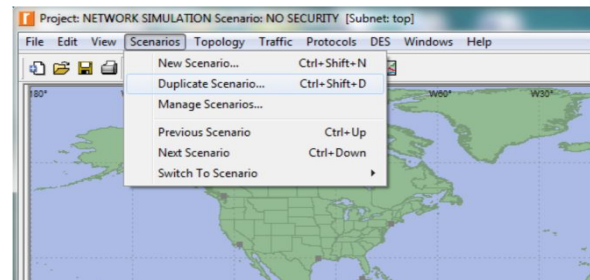 Project: NETWORK SIMULATION Scenario: NO SECURITY [Subnet: top]
File Edit View Scenarios Topology Traffic Protocols DES Windows Help
New Scenario... Ctrl+Shift+N
Duplicate Scenario... Ctrl+Shift+D
Manage Scenarios...
180° W60° W30°
Previous Scenario Ctrl+Up
Next Scenario Ctrl+Down
Switch To Scenario